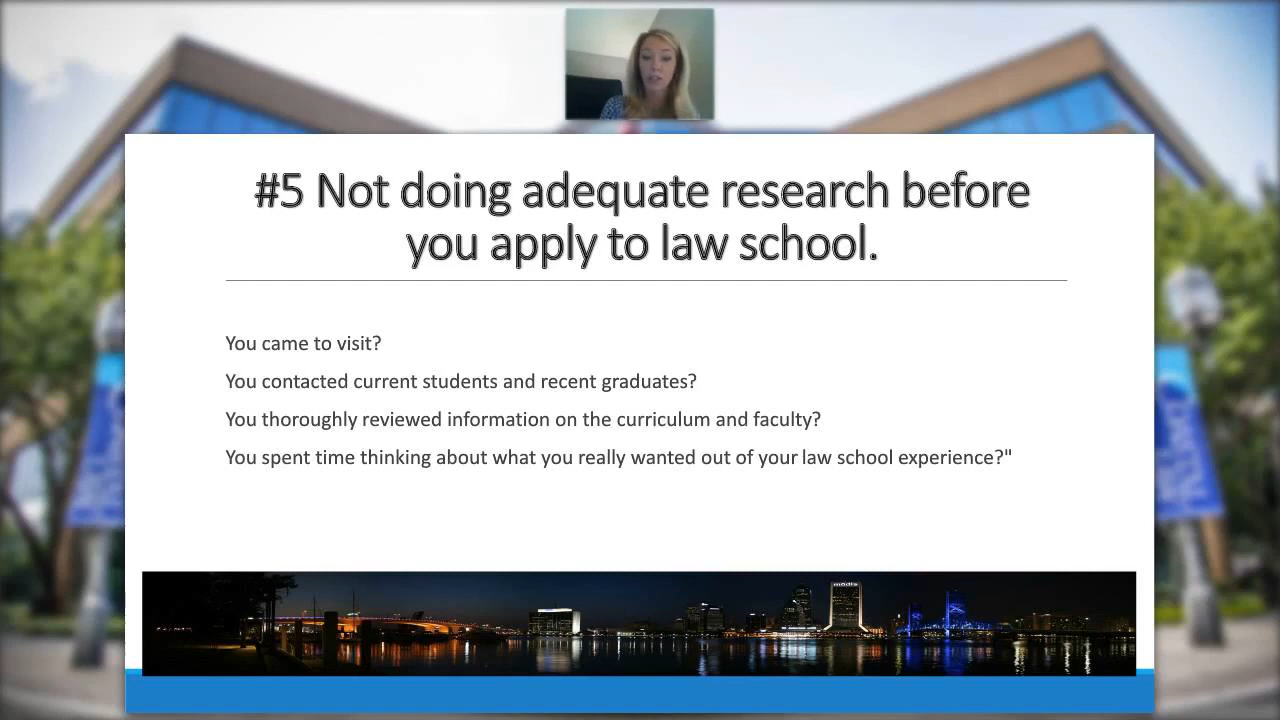 #5 Not doing adequate research before
you apply to law school.
You came to visit?
You contacted current students and recent graduates?
You thoroughly reviewed information on the curriculum and faculty?
You spent time thinking about what you really wanted out of your law school experience?"
modis